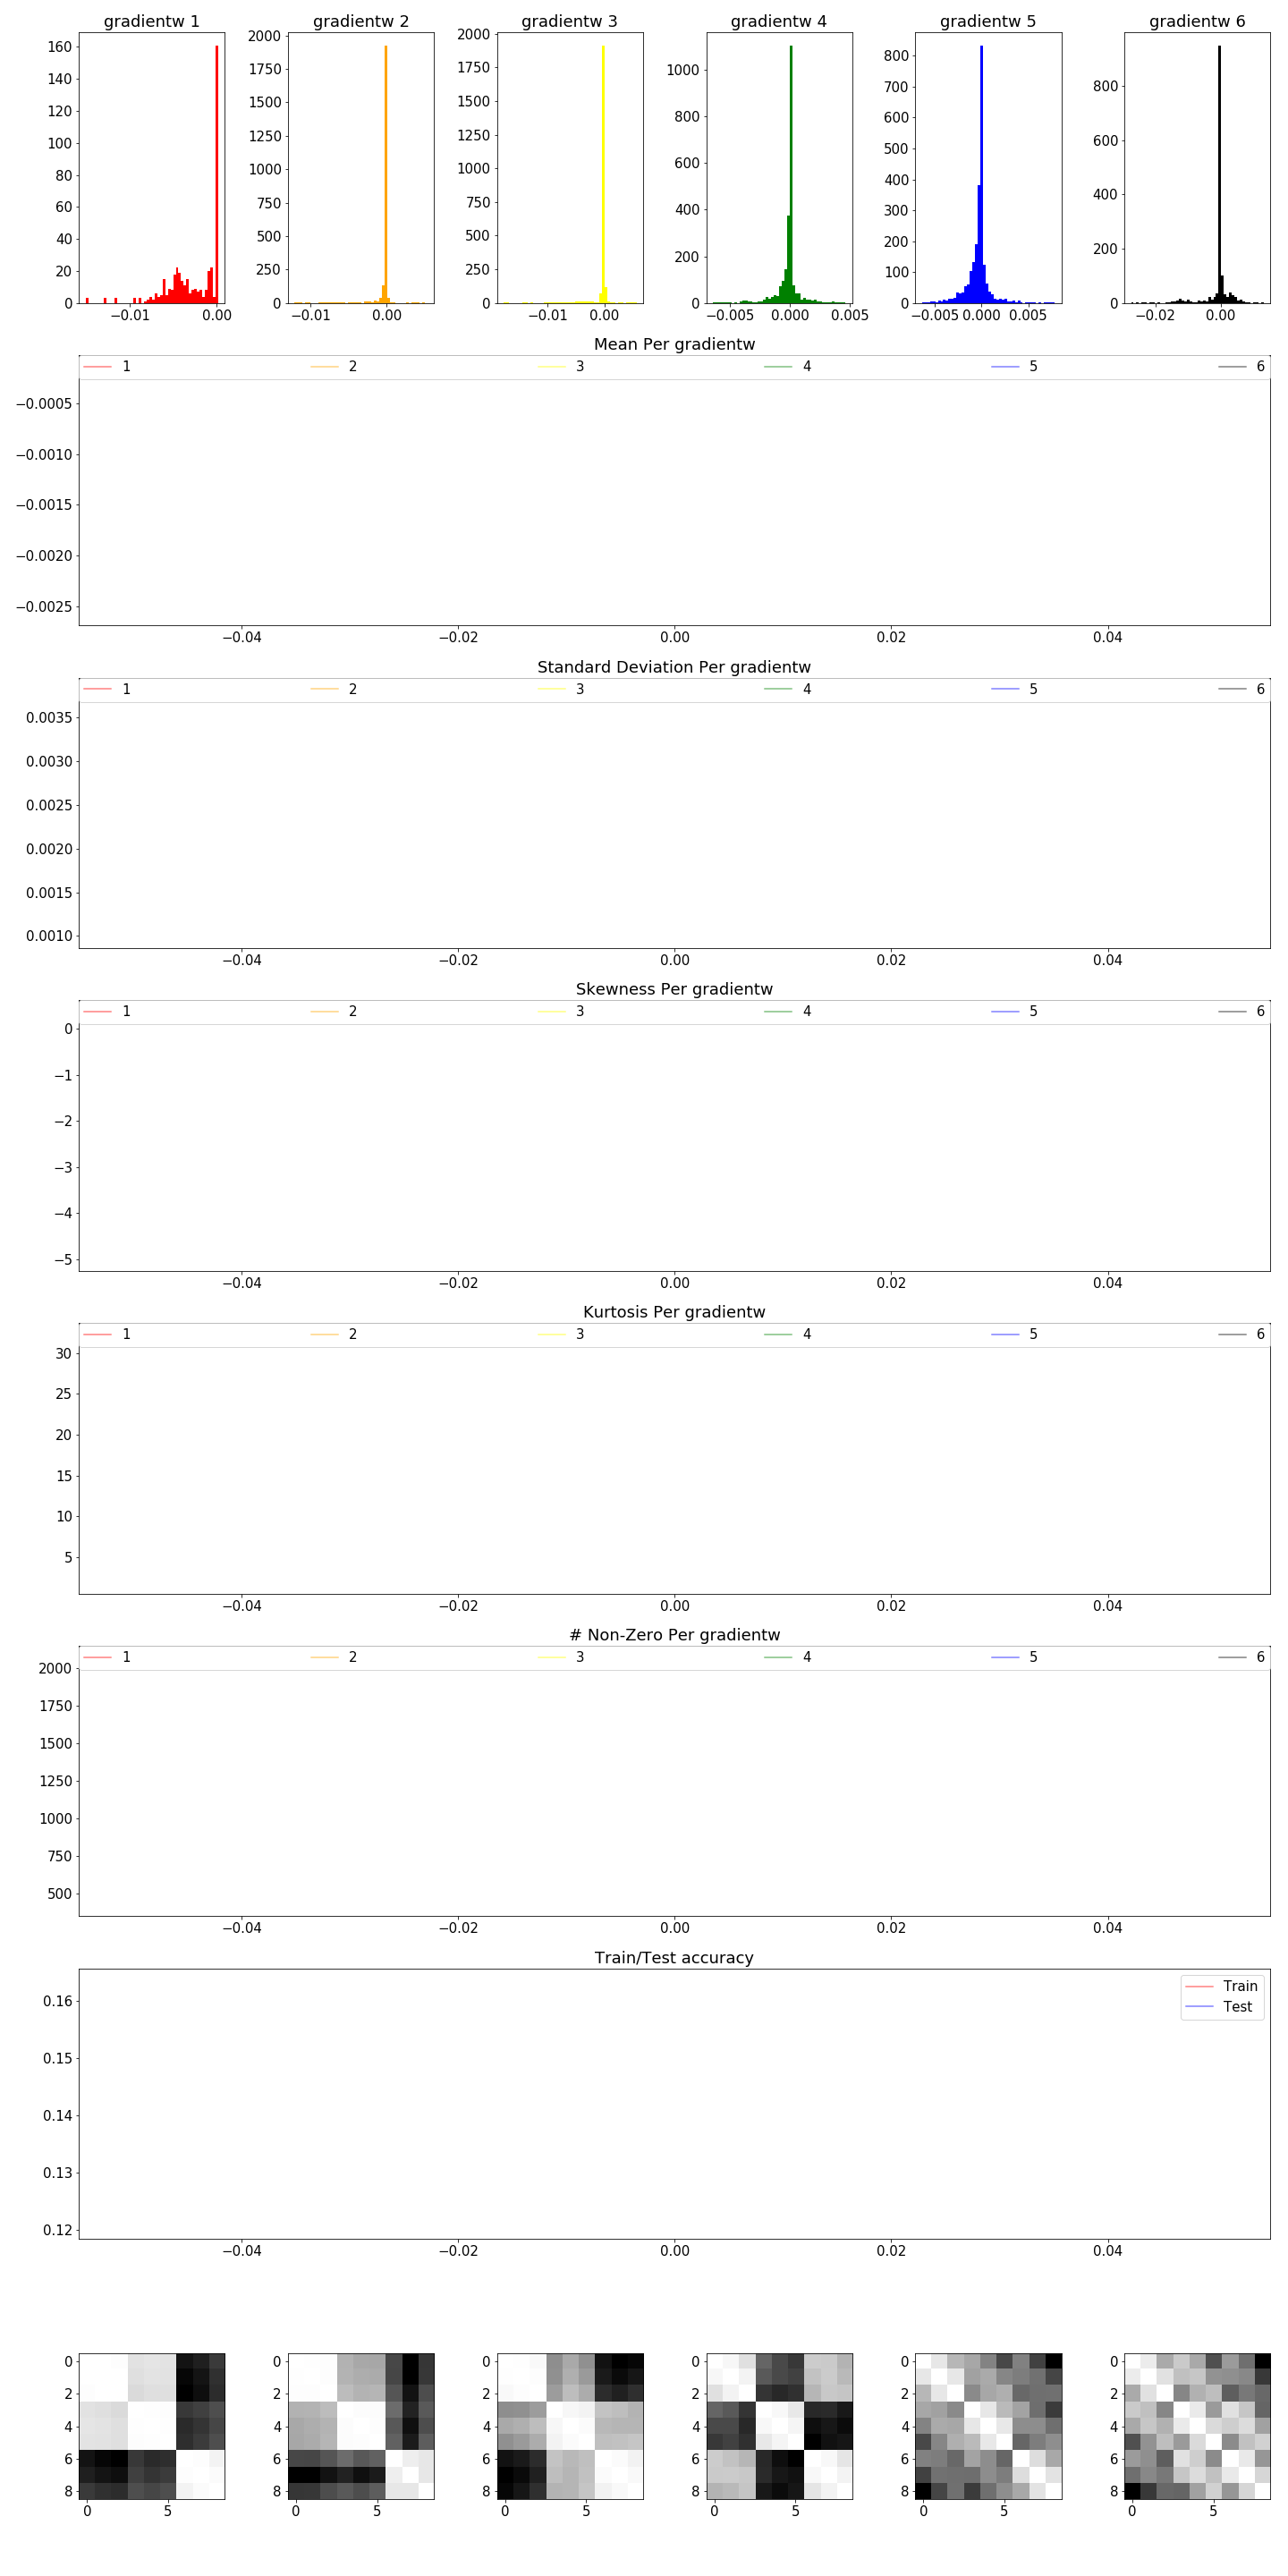 gradientw 1 gradientw 2 gradientw 3 gradientw 4 gradientw 5 gradientw 6
160 140 120 100 80 60 40 20 0
−0.01 0.00
2000 1750 1500 1250 1000 750 500 250 0
−0.01 0.00
2000 1750 1500 1250 1000 750 500 250 0
−0.01 0.00
1000 800 600 400 200 0
−0.005 0.000 0.005
800 700 600 500 400 300 200 100 0
−0.005 0.000 0.005
800 600 400 200 0
−0.02 0.00
Mean Per gradientw
1 2 3 4 5 6
−0.0005
−0.0010
−0.0015
−0.0020
−0.0025
−0.04 −0.02 0.00 0.02 0.04
Standard Deviation Per gradientw
1 2 3 4 5 6
0.0035
0.0030
0.0025
0.0020
0.0015
0.0010
−0.04 −0.02 0.00 0.02 0.04
Skewness Per gradientw
1 2 3 4 5 6
0
−1
−2
−3
−4
−5
−0.04 −0.02 0.00 0.02 0.04
Kurtosis Per gradientw
1 2 3 4 5 6
30
25
20
15
10
5
−0.04 −0.02 0.00 0.02 0.04
# Non-Zero Per gradientw
1 2 3 4 5 6
2000
1750
1500
1250
1000
750
500
−0.04 −0.02 0.00 0.02 0.04
Train/Test accuracy
Train
Test
0.16
0.15
0.14
0.13
0.12
−0.04 −0.02 0.00 0.02 0.04
0 0 0 0 0 0
2 2 2 2 2 2
4 4 4 4 4 4
6 6 6 6 6 6
8 8 8 8 8 8
0 5 0 5 0 5 0 5 0 5 0 5